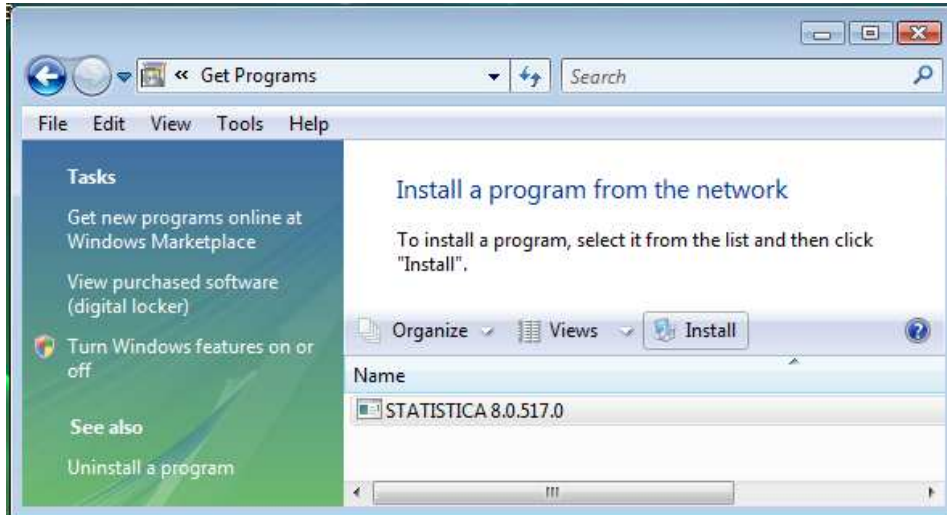 « Get Programs
Search
File Edit View Tools Help
Tasks
Get new programs online at
Windows Marketplace
View purchased software
(digital locker)
Turn Windows features on or
off
See also
Uninstall a program
Install a program from the network
To install a program, select it from the list and then click
"Install".
Organize Views Install
Name
STATISTICA 8.0.517.0